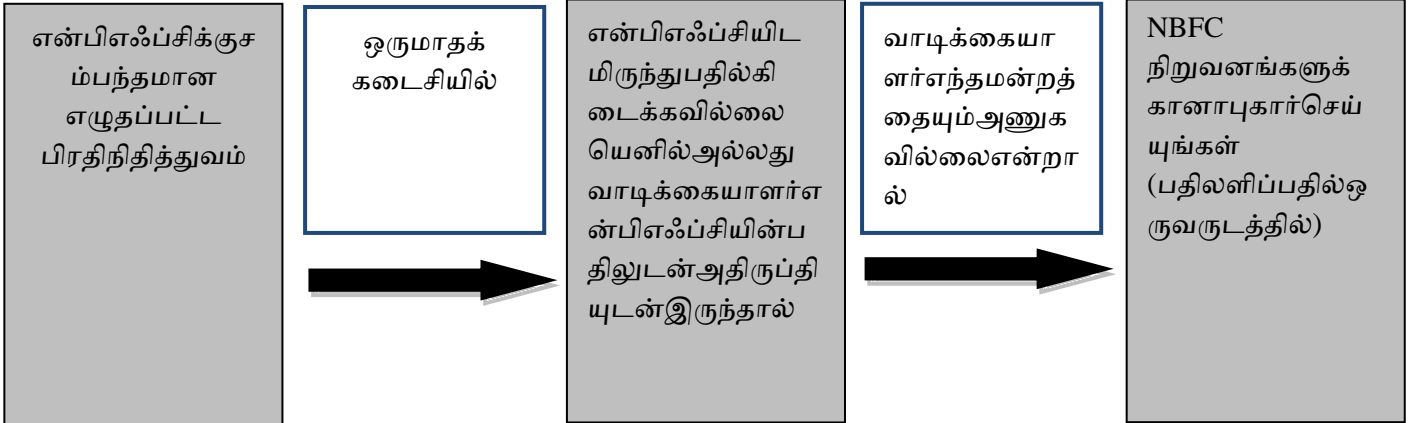 என்பிஎஃப்சிக்குச
ம்பந்தமான
எழுதப்பட்ட
பிரதிநிதித்துவம்
ஒருமாதக்
கடைசியில்
என்பிஎஃப்சியிட
மிருந்துபதில்கி
டைக்கவில்லை
யெனில்அல்லது
வாடிக்கையாளர்எ
ன்பிஎஃப்சியின்ப
திலுடன்அதிருப்தி
யுடன்இருந்தால்
வாடிக்கையா
ளர்எந்தமன்றத்
தையும்அணுக
வில்லைஎன்றா
ல்
NBFC
நிறுவனங்களுக்
கானாபுகார்செய்
யுங்கள்
(பதிலளிப்பதில்ஒ
ருவருடத்தில்)